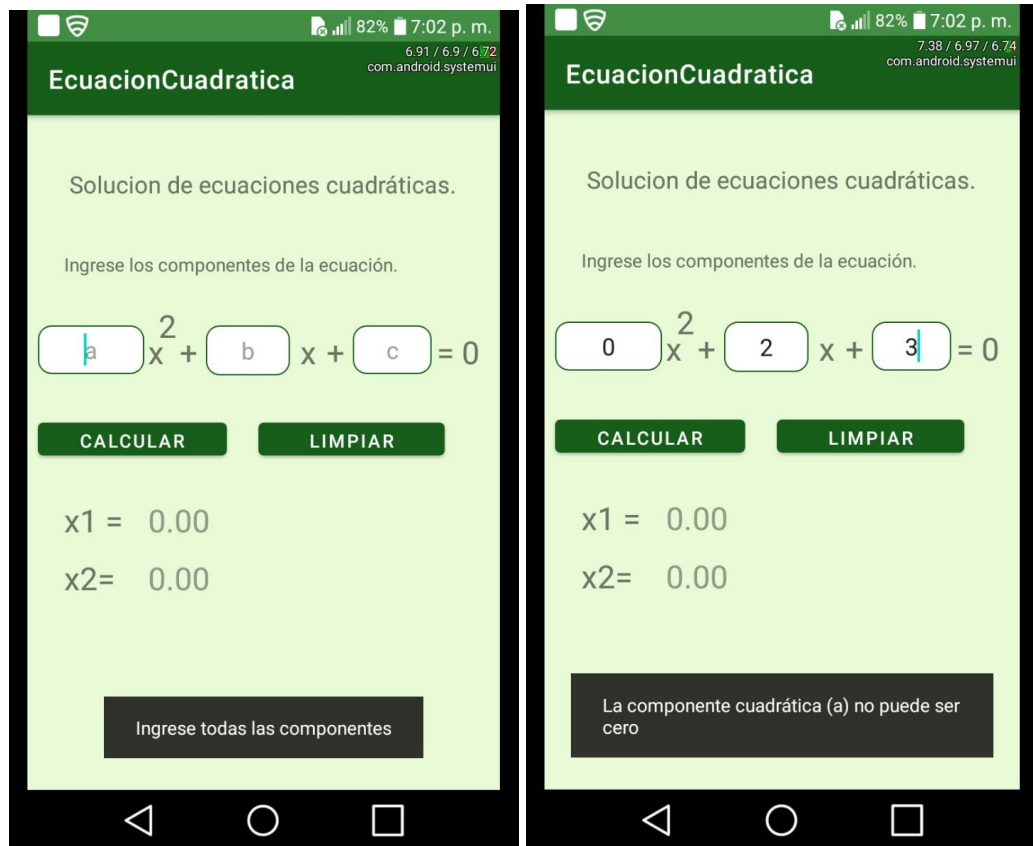 82% 7:02 p. m.
6.91 / 6.9 / 6.72
com.android.systemui
EcuacionCuadratica
Solucion de ecuaciones cuadráticas.
Ingrese los componentes de la ecuación.
a x² + b x + c = 0
CALCULAR LIMPIAR
x1 = 0.00
x2= 0.00
Ingrese todas las componentes
82% 7:02 p. m.
7.38 / 6.97 / 6.74
com.android.systemui
EcuacionCuadratica
Solucion de ecuaciones cuadráticas.
Ingrese los componentes de la ecuación.
0 x² + 2 x + 3 = 0
CALCULAR LIMPIAR
x1 = 0.00
x2= 0.00
La componente cuadrática (a) no puede ser
cero